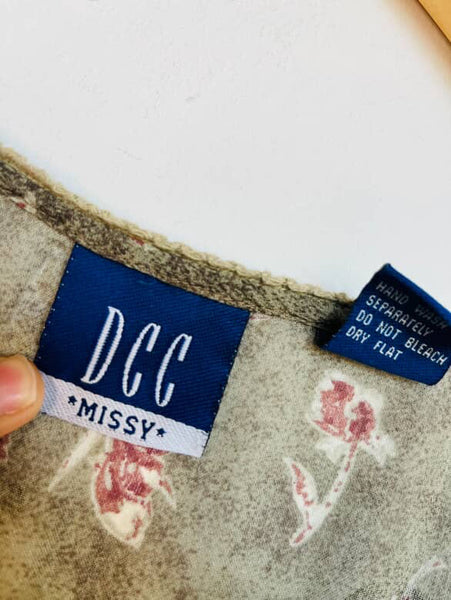 DCC
*MISSY*
HAND WASH
SEPARATELY
DO NOT BLEACH
DRY FLAT